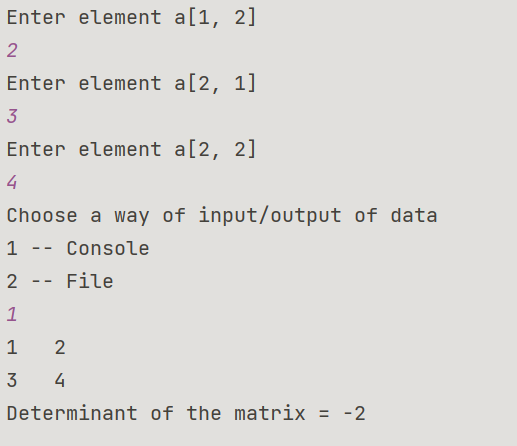 Enter element a[1, 2]
2
Enter element a[2, 1]
3
Enter element a[2, 2]
4
Choose a way of input/output of data
1 -- Console
2 -- File
1
1   2
3   4
Determinant of the matrix = -2